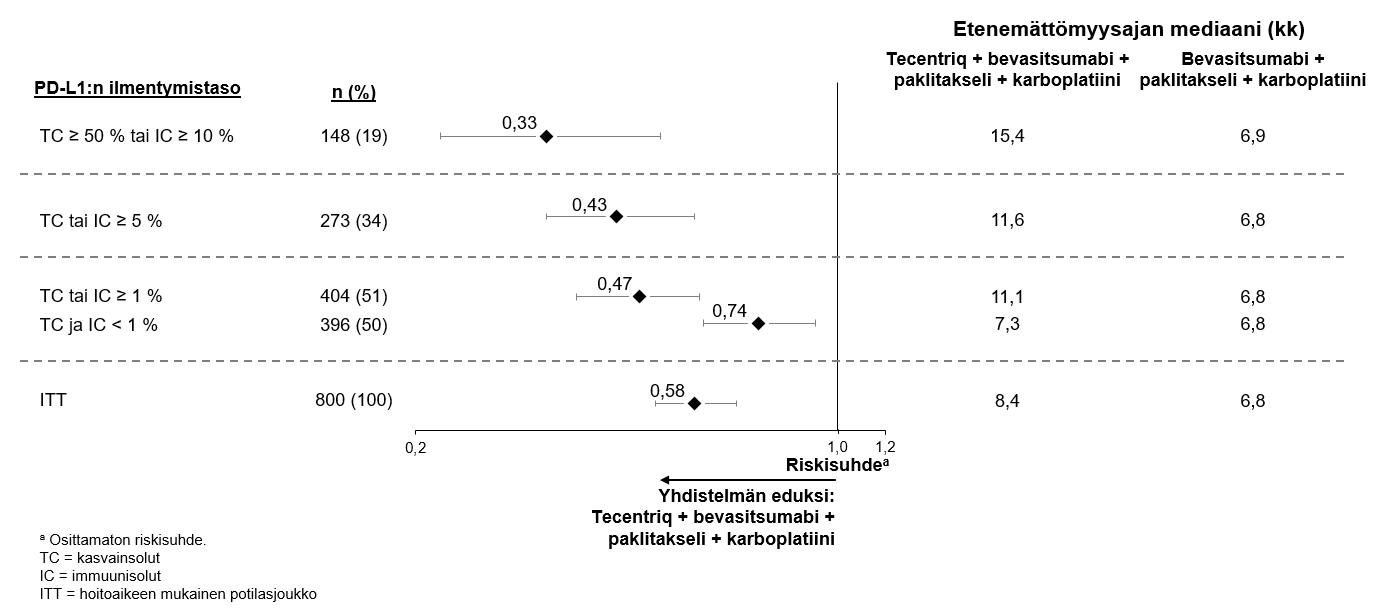 Etenemättömyysajan mediaani (kk)
Tecentriq + bevasitsumabi +
paklitakseli + karboplatiini
Bevasitsumabi +
paklitakseli + karboplatiini
PD-L1:n ilmentymistaso n (%)
TC ≥ 50 % tai IC ≥ 10 % 148 (19) 0,33 15,4 6,9
TC tai IC ≥ 5 % 273 (34) 0,43 11,6 6,8
TC tai IC ≥ 1 % 404 (51) 0,47 11,1 6,8
TC ja IC < 1 % 396 (50) 0,74 7,3 6,8
ITT 800 (100) 0,58 8,4 6,8
0,2 1,0 1,2
Riskisuhdeᵃ
Yhdistelmän eduksi:
Tecentriq + bevasitsumabi +
paklitakseli + karboplatiini
ᵃ Osittamaton riskisuhde.
TC = kasvainsolut
IC = immuunisolut
ITT = hoitoaikeen mukainen potilasjoukko